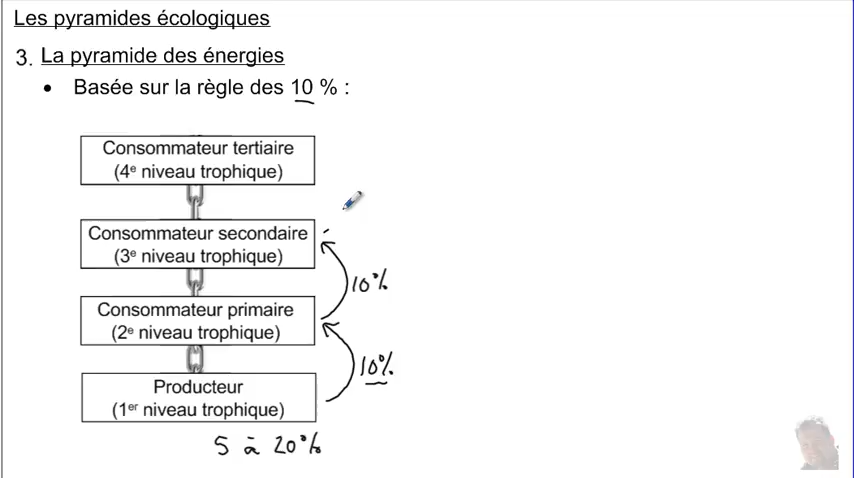 Les pyramides écologiques
3. La pyramide des énergies
• Basée sur la règle des 10 % :
Consommateur tertiaire
(4e niveau trophique)
Consommateur secondaire
(3e niveau trophique)
10%
Consommateur primaire
(2e niveau trophique)
10%
Producteur
(1er niveau trophique)
5 à 20%